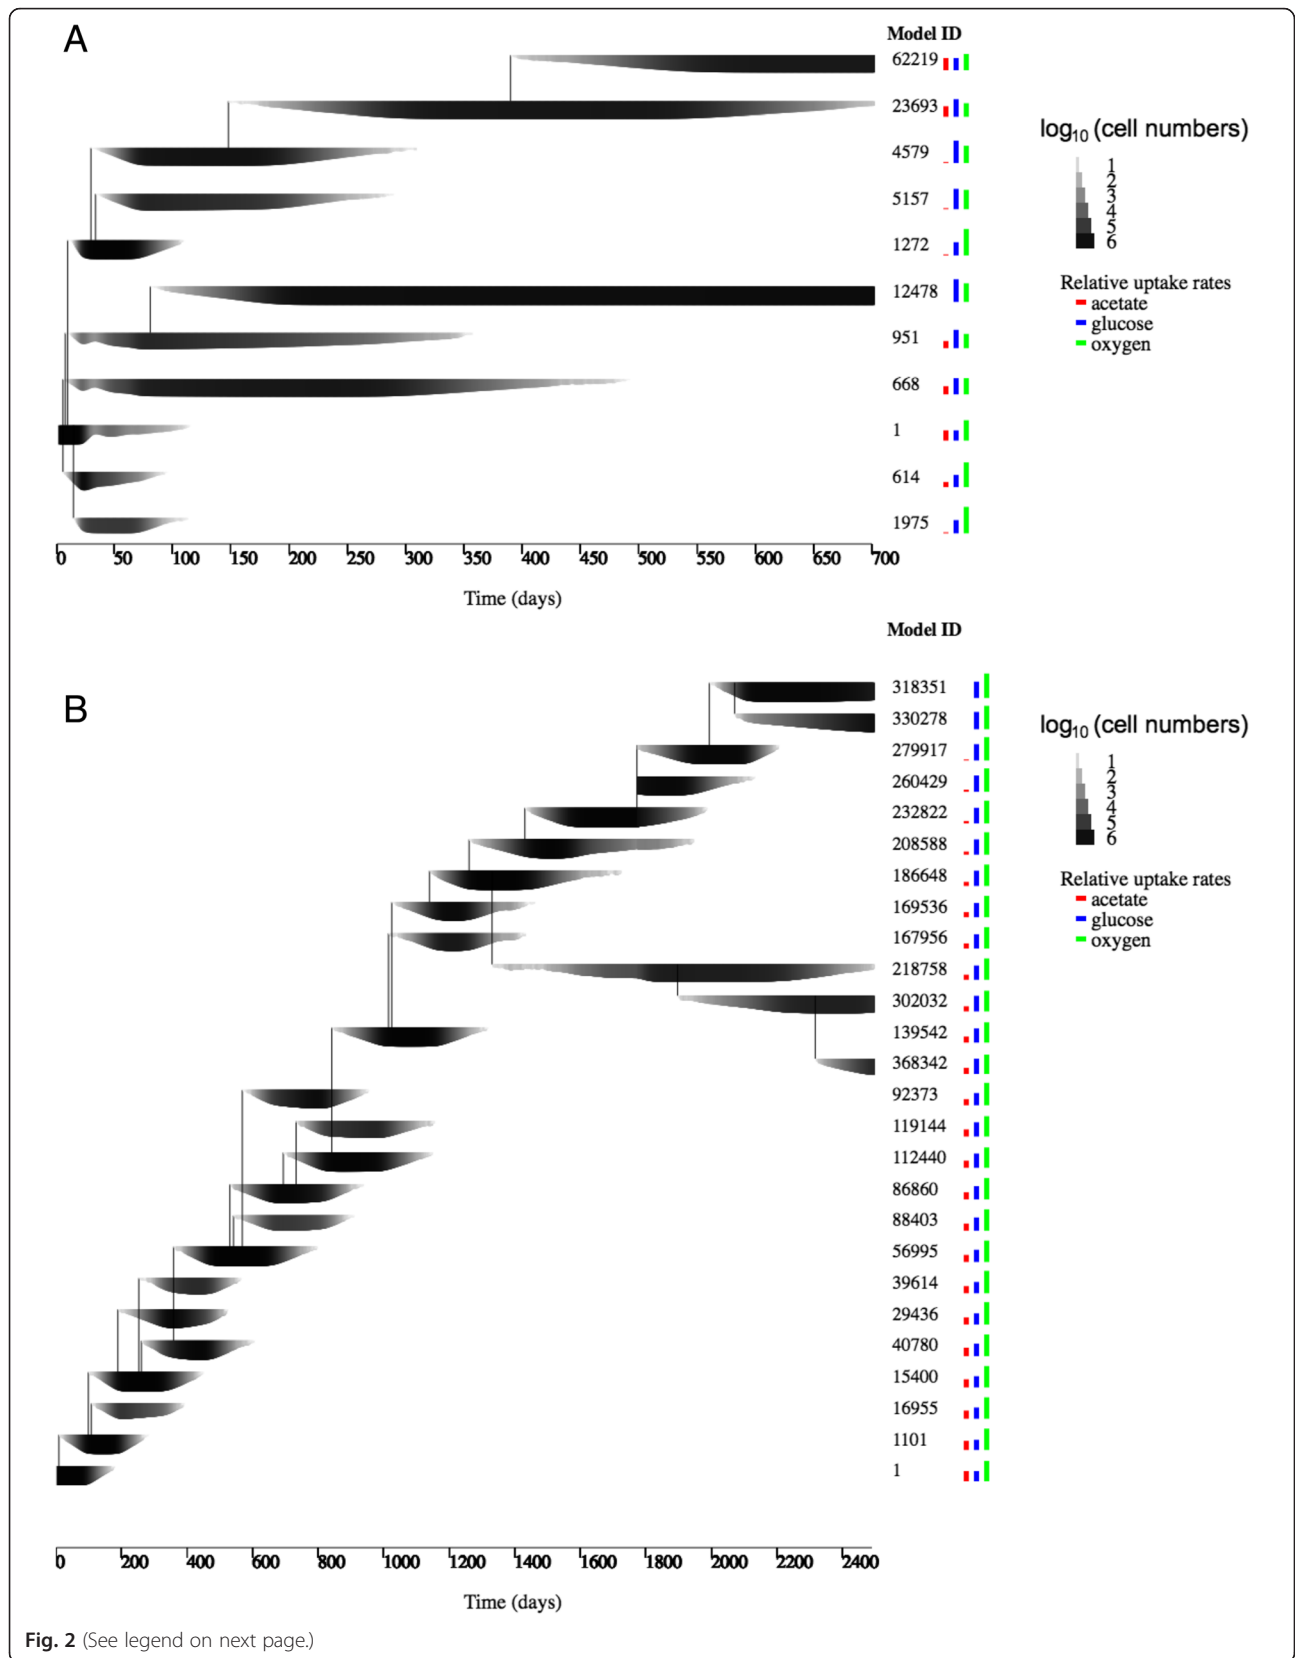 A
Model ID
62219
23693
4579
5157
1272
12478
951
668
1
614
1975
log10 (cell numbers)
1
2
3
4
5
6
Relative uptake rates
acetate
glucose
oxygen
0 50 100 150 200 250 300 350 400 450 500 550 600 650 700
Time (days)
Model ID
B
318351
330278
279917
260429
232822
208588
186648
169536
167956
218758
302032
139542
368342
92373
119144
112440
86860
88403
56995
39614
29436
40780
15400
16955
1101
1
log10 (cell numbers)
1
2
3
4
5
6
Relative uptake rates
acetate
glucose
oxygen
0 200 400 600 800 1000 1200 1400 1600 1800 2000 2200 2400
Time (days)
Fig. 2 (See legend on next page.)